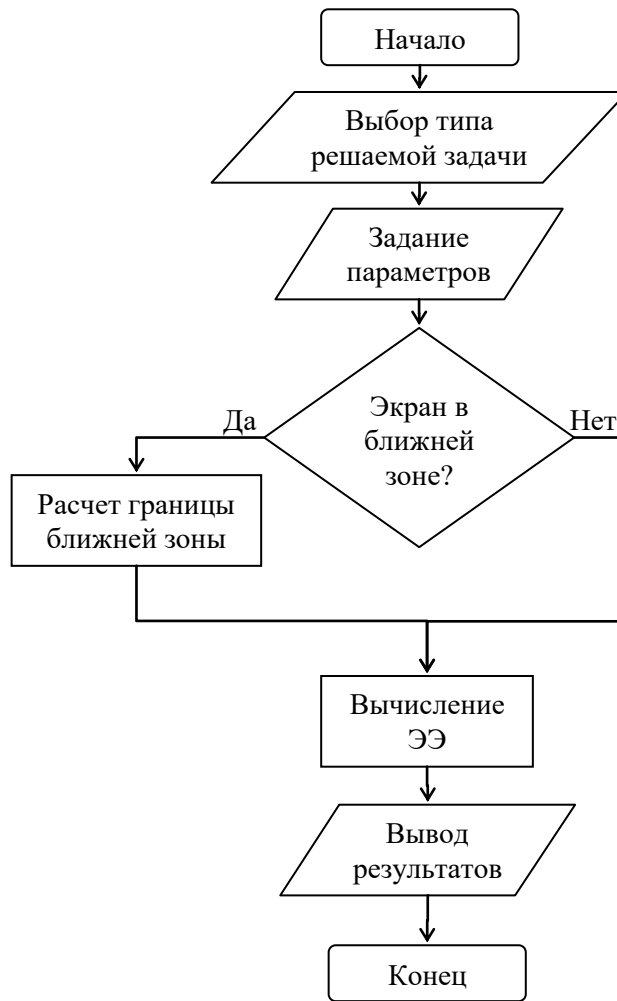 Начало
Выбор типа
решаемой задачи
Задание
параметров
Экран в
ближней
зоне?
Да
Нет
Расчет границы
ближней зоны
Вычисление
ЭЭ
Вывод
результатов
Конец